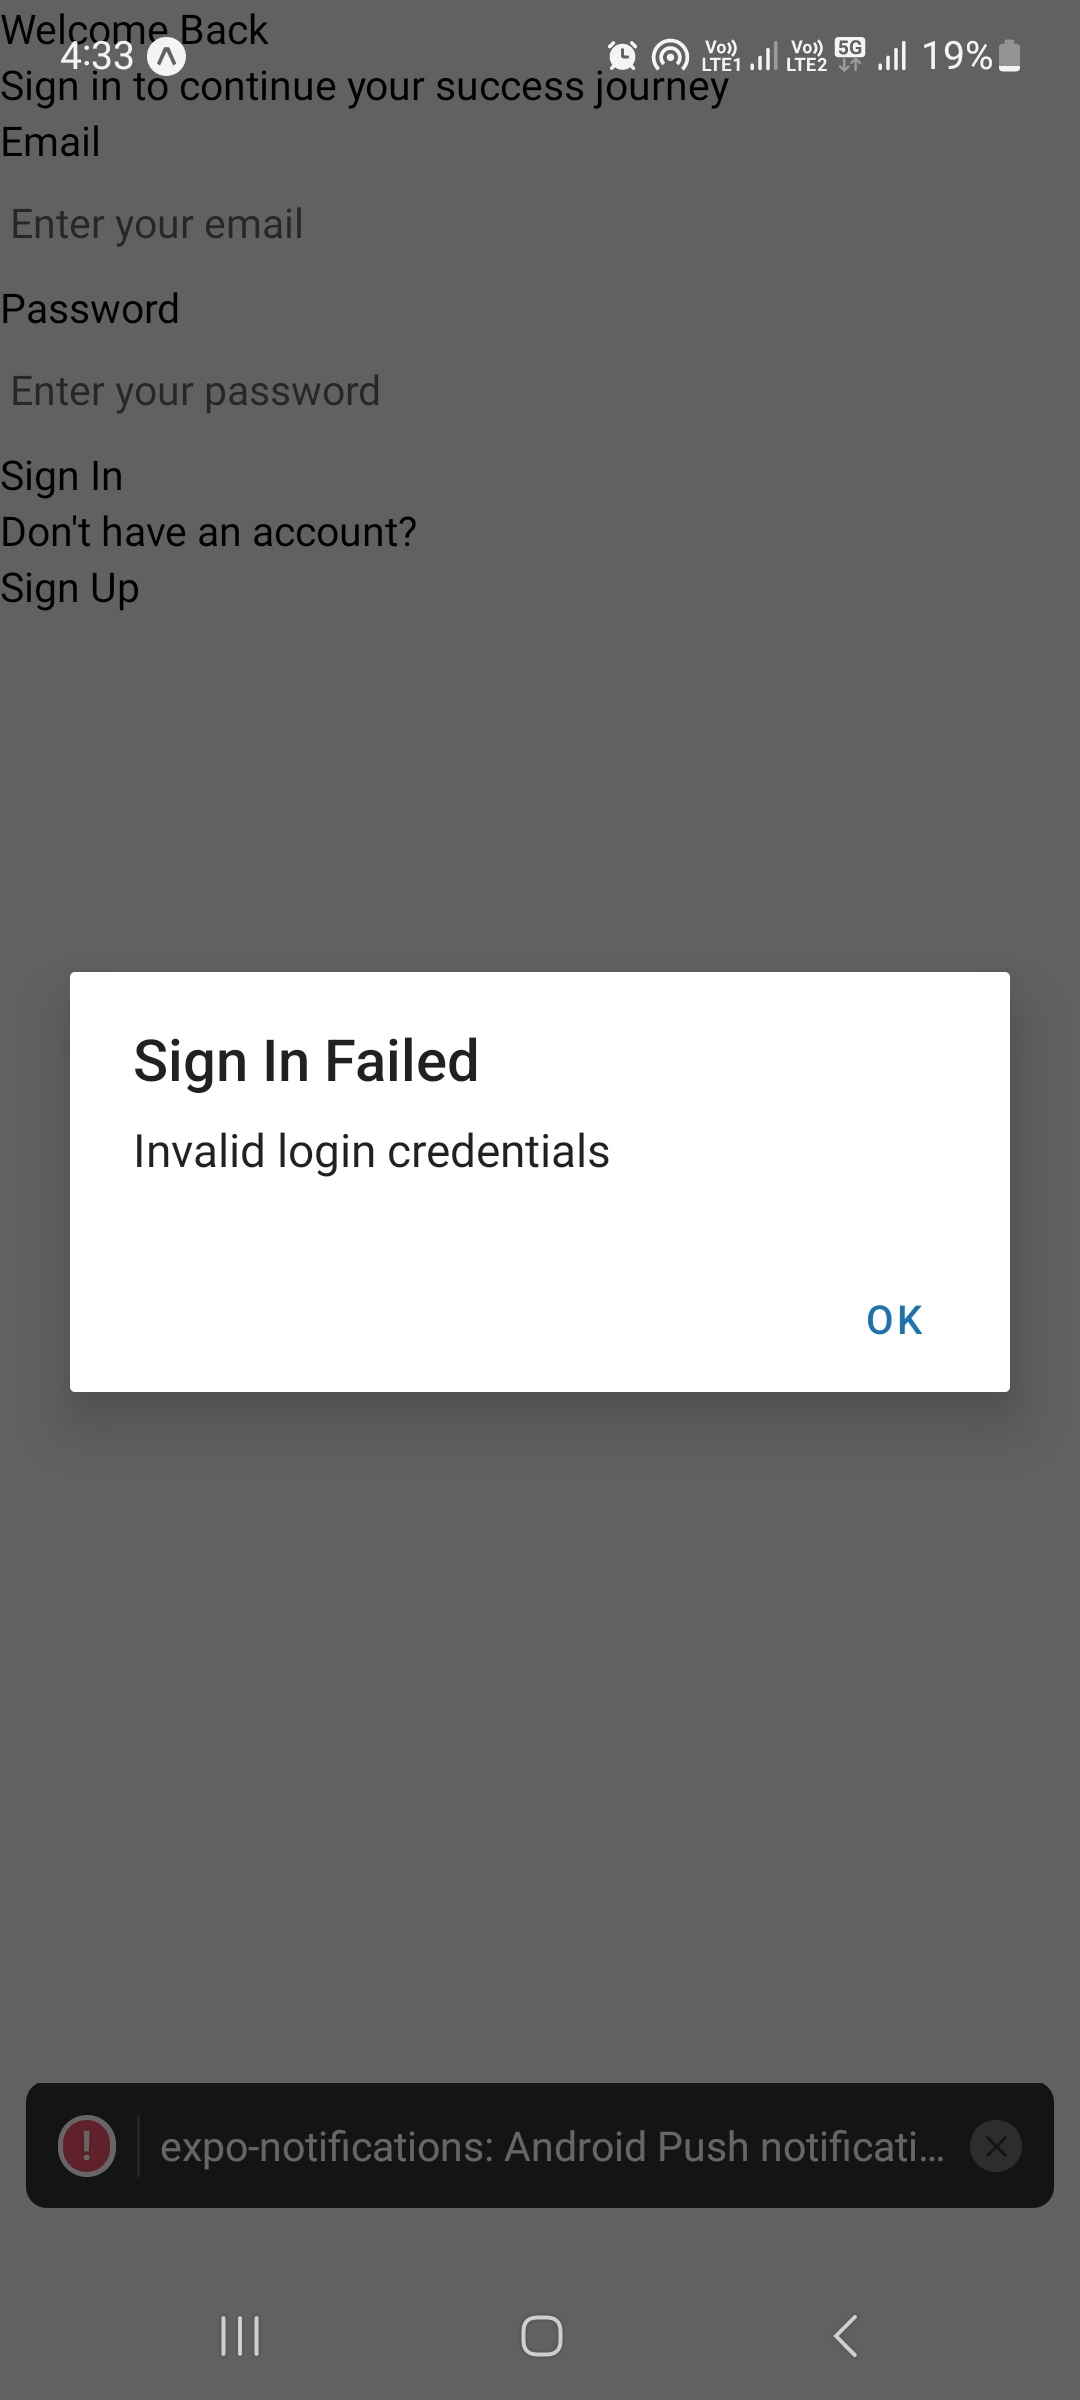 Welcome Back
4:33
Vo)) LTE1 Vo)) LTE2 5G 19%
Sign in to continue your success journey
Email
Enter your email
Password
Enter your password
Sign In
Don't have an account?
Sign Up
Sign In Failed
Invalid login credentials
OK
! expo-notifications: Android Push notificati...